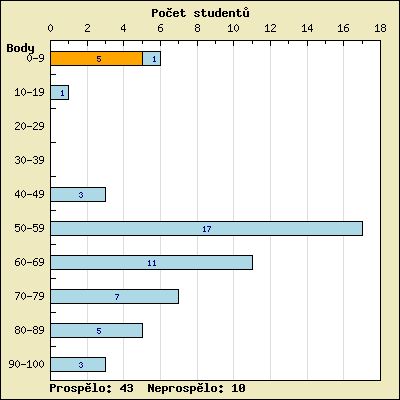 Počet studentů
0 2 4 6 8 10 12 14 16 18
Body
0-9 5 1
10-19 1
20-29
30-39
40-49 3
50-59 17
60-69 11
70-79 7
80-89 5
90-100 3
Prospělo: 43 Neprospělo: 10